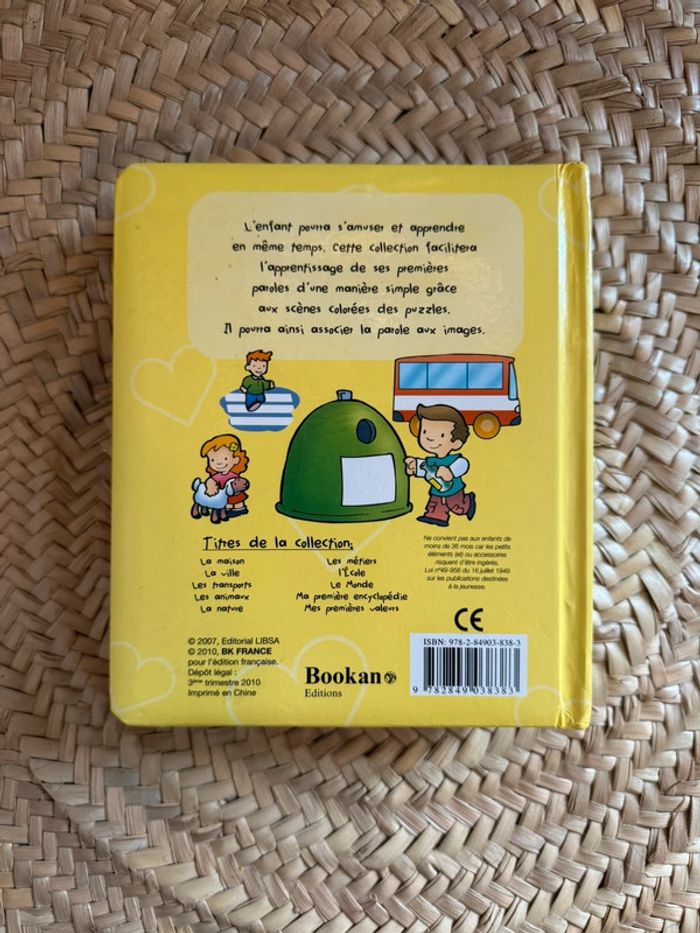 L'enfant pourra s'amuser et apprendre
en même temps. Cette collection facilitera
l'apprentissage de ses premières
paroles d'une manière simple grâce
aux scènes colorées des puzzles.
Il pourra ainsi associer la parole aux images.
Titres de la collection:
La maison
La ville
Les transports
Les animaux
La nature
Les métiers
l'École
Le Monde
Ma première encyclopédie
Mes premières valeurs
Ne convient pas aux enfants de
moins de 36 mois car les petits
éléments (et) ou accessoires
risquent d'être ingérés.
Loi n°49-956 du 16 juillet 1949
sur les publications destinées
à la jeunesse.
CE
© 2007, Editorial LIBSA
© 2010, BK FRANCE
pour l'édition française.
Dépôt légal :
3ème trimestre 2010
Imprimé en Chine
Bookan
Editions
ISBN: 978-2-84903-838-3
9 782849 038383